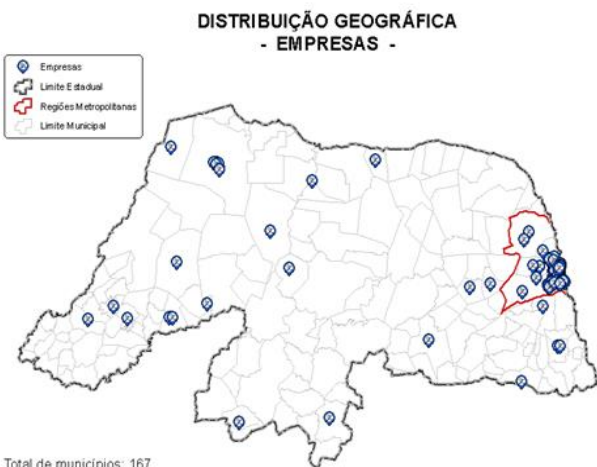 DISTRIBUIÇÃO GEOGRÁFICA
- EMPRESAS -
Empresas
Limite Estadual
Regiões Metropolitanas
Limite Municipal
Total de municípios: 167